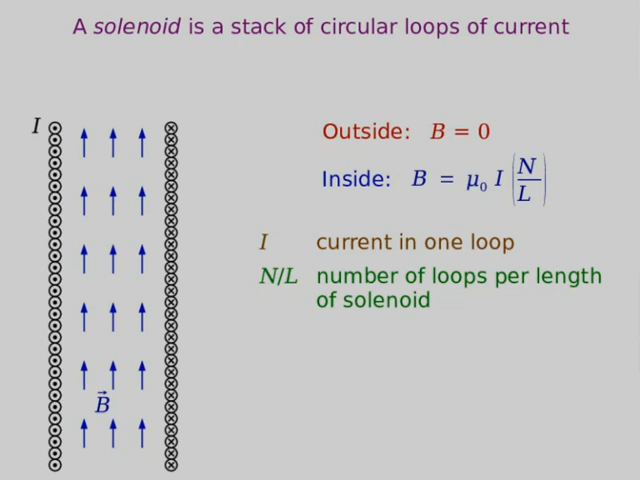 A solenoid is a stack of circular loops of current
I
Outside: B = 0
Inside: B = μ₀ I (N/L)
I current in one loop
N/L number of loops per length
of solenoid
B⃗